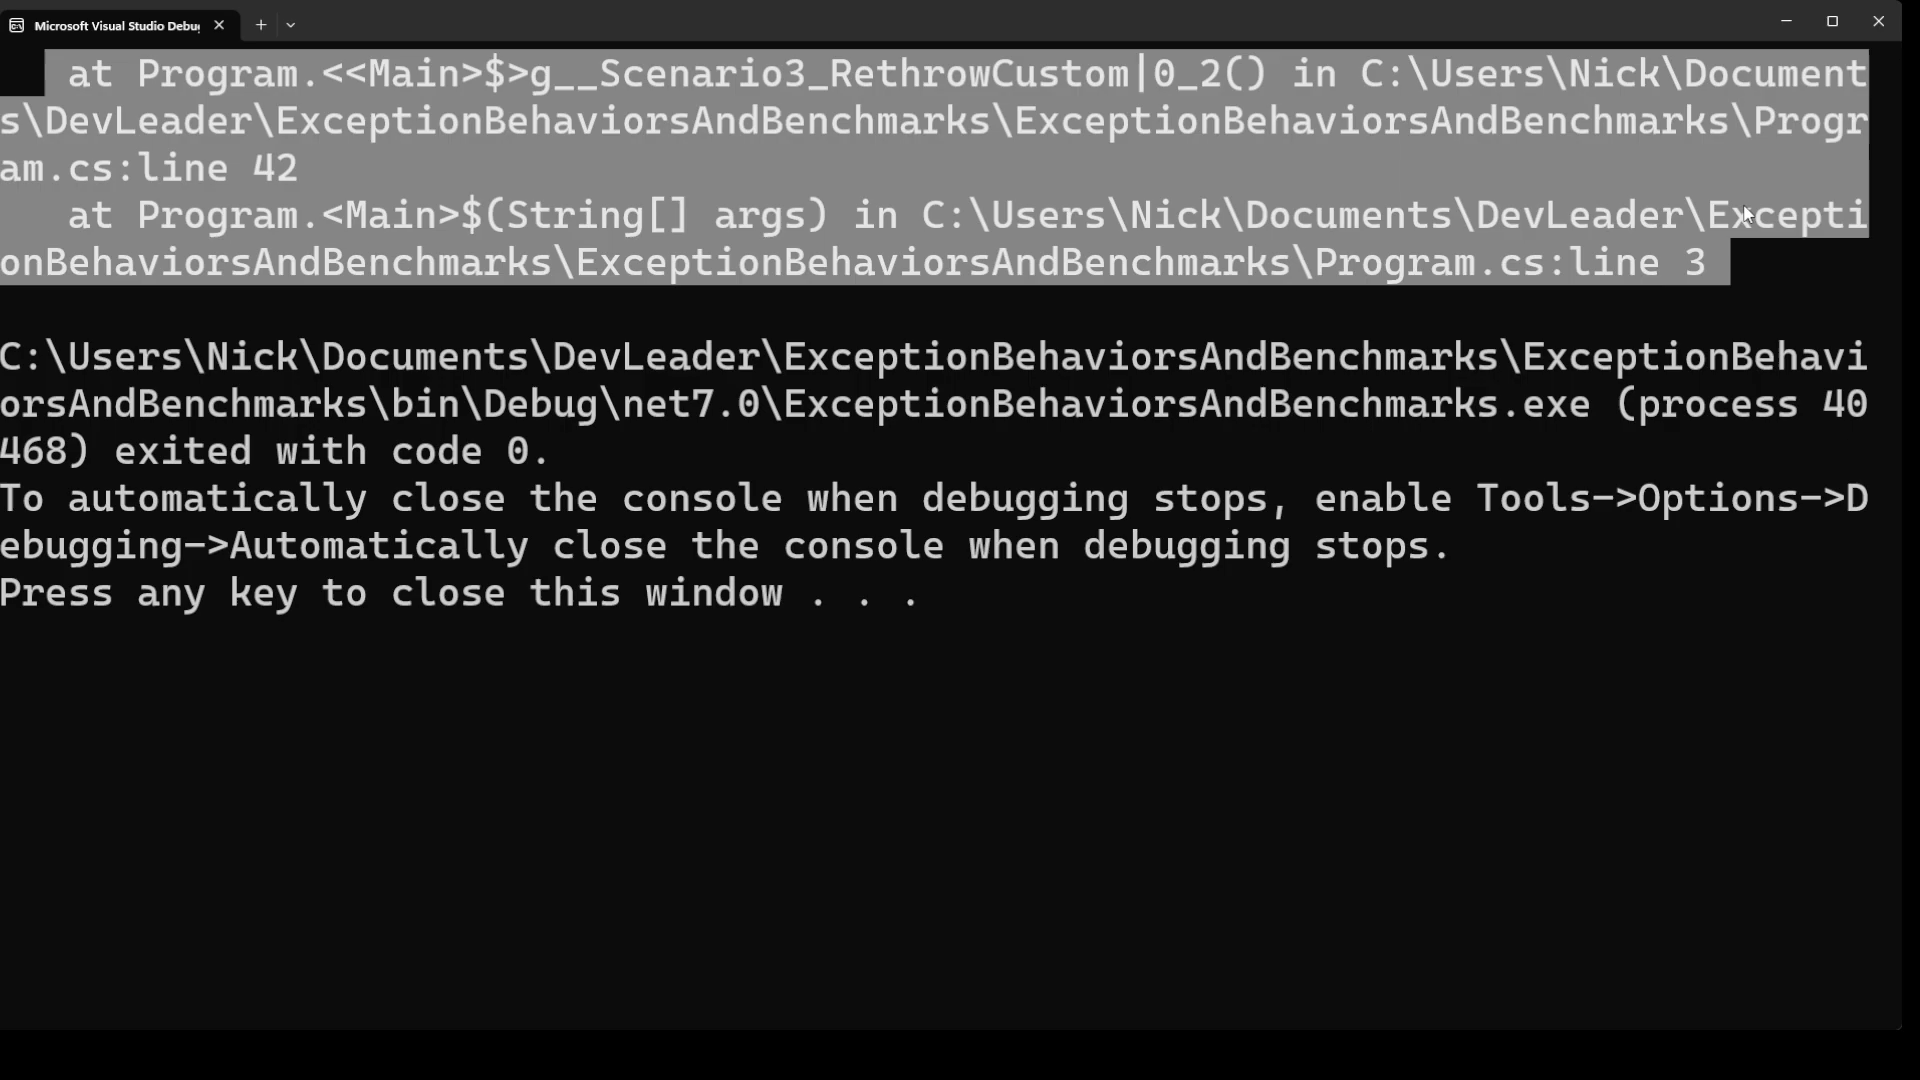 Microsoft Visual Studio Debu
   at Program.<<Main>$>g__Scenario3_RethrowCustom|0_2() in C:\Users\Nick\Document
s\DevLeader\ExceptionBehaviorsAndBenchmarks\ExceptionBehaviorsAndBenchmarks\Progr
am.cs:line 42
   at Program.<Main>$(String[] args) in C:\Users\Nick\Documents\DevLeader\Excepti
onBehaviorsAndBenchmarks\ExceptionBehaviorsAndBenchmarks\Program.cs:line 3
C:\Users\Nick\Documents\DevLeader\ExceptionBehaviorsAndBenchmarks\ExceptionBehavi
orsAndBenchmarks\bin\Debug\net7.0\ExceptionBehaviorsAndBenchmarks.exe (process 40
468) exited with code 0.
To automatically close the console when debugging stops, enable Tools->Options->D
ebugging->Automatically close the console when debugging stops.
Press any key to close this window . . .